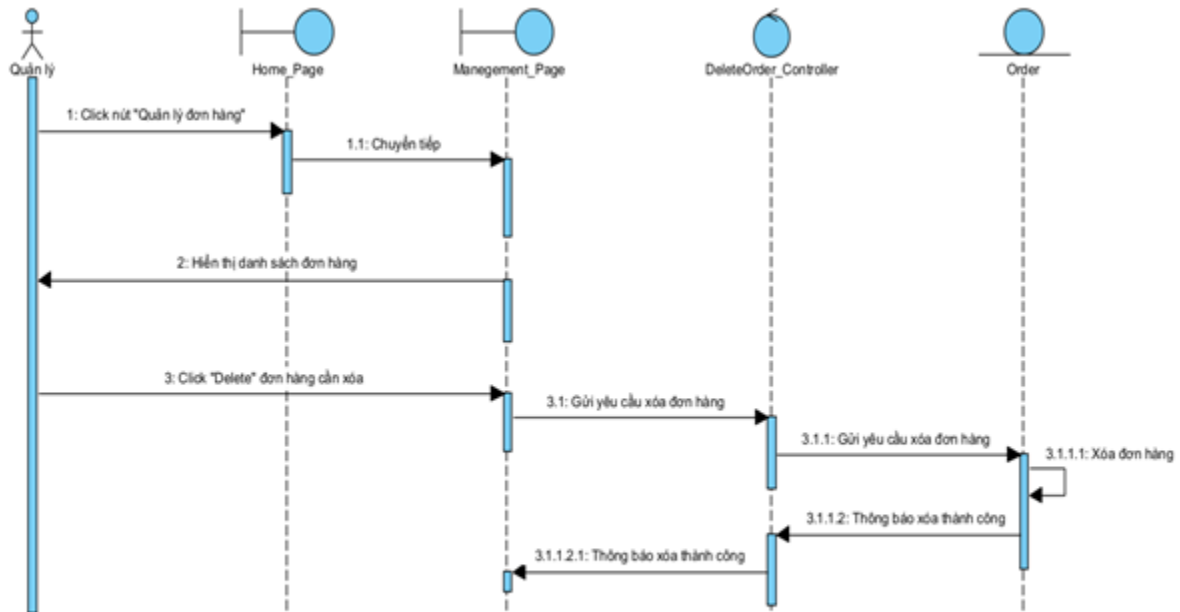 Quản lý
Home_Page
Manegement_Page
DeleteOrder_Controller
Order
1: Click nút "Quản lý đơn hàng"
1.1: Chuyển tiếp
2: Hiển thị danh sách đơn hàng
3: Click "Delete" đơn hàng cần xóa
3.1: Gửi yêu cầu xóa đơn hàng
3.1.1: Gửi yêu cầu xóa đơn hàng
3.1.1.1: Xóa đơn hàng
3.1.1.2: Thông báo xóa thành công
3.1.1.2.1: Thông báo xóa thành công